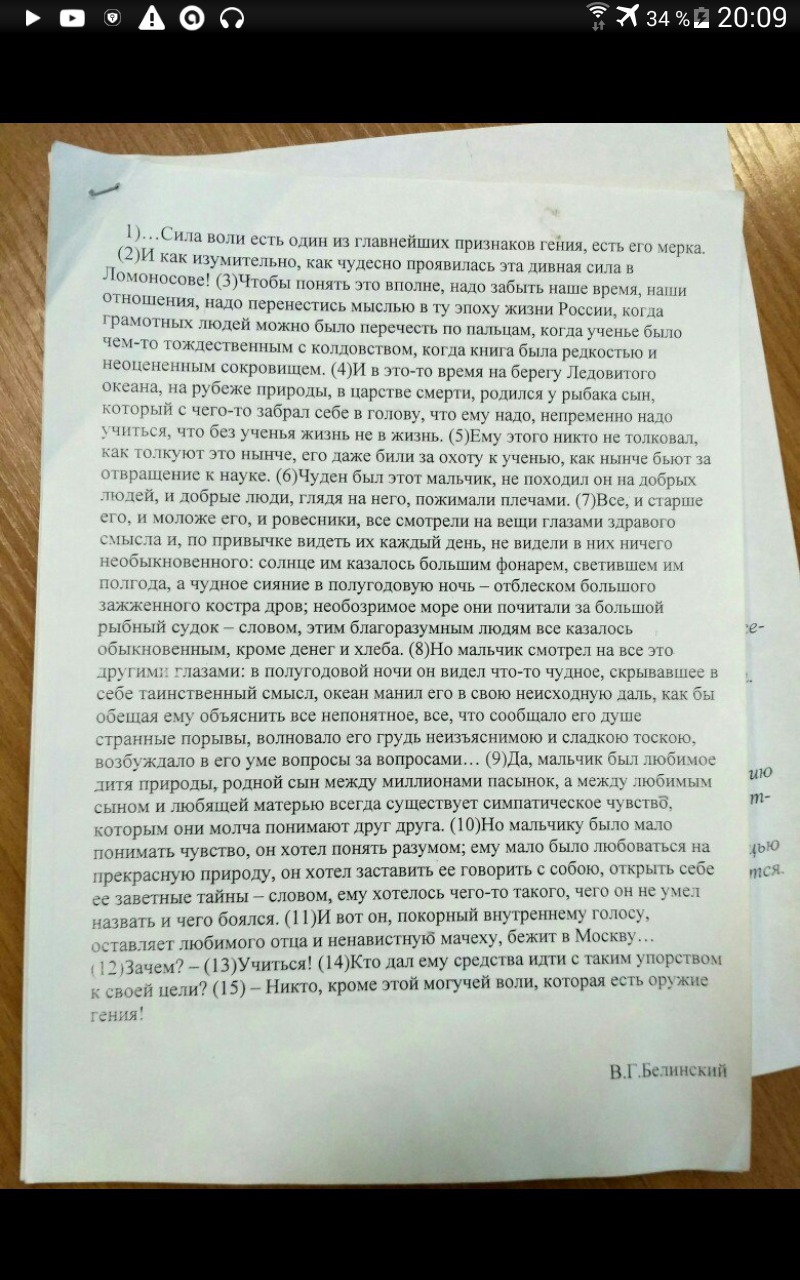 34 % 20:09
1)…Сила воли есть один из главнейших признаков гения, есть его мерка.
(2)И как изумительно, как чудесно проявилась эта дивная сила в
Ломоносове! (3)Чтобы понять это вполне, надо забыть наше время, наши
отношения, надо перенестись мыслью в ту эпоху жизни России, когда
грамотных людей можно было перечесть по пальцам, когда ученье было
чем-то тождественным с колдовством, когда книга была редкостью и
неоцененным сокровищем. (4)И в это-то время на берегу Ледовитого
океана, на рубеже природы, в царстве смерти, родился у рыбака сын,
который с чего-то забрал себе в голову, что ему надо, непременно надо
учиться, что без ученья жизнь не в жизнь. (5)Ему этого никто не толковал,
как толкуют это нынче, его даже били за охоту к ученью, как нынче бьют за
отвращение к науке. (6)Чуден был этот мальчик, не походил он на добрых
людей, и добрые люди, глядя на него, пожимали плечами. (7)Все, и старше
его, и моложе его, и ровесники, все смотрели на вещи глазами здравого
смысла и, по привычке видеть их каждый день, не видели в них ничего
необыкновенного: солнце им казалось большим фонарем, светившем им
полгода, а чудное сияние в полугодовую ночь – отблеском большого
зажженного костра дров; необозримое море они почитали за большой
рыбный судок – словом, этим благоразумным людям все казалось
обыкновенным, кроме денег и хлеба. (8)Но мальчик смотрел на все это
другими глазами: в полугодовой ночи он видел что-то чудное, скрывавшее в
себе таинственный смысл, океан манил его в свою неисходную даль, как бы
обещая ему объяснить все непонятное, все, что сообщало его душе
странные порывы, волновало его грудь неизъяснимою и сладкою тоскою,
возбуждало в его уме вопросы за вопросами… (9)Да, мальчик был любимое
дитя природы, родной сын между миллионами пасынок, а между любимым
сыном и любящей матерью всегда существует симпатическое чувство,
которым они молча понимают друг друга. (10)Но мальчику было мало
понимать чувство, он хотел понять разумом; ему мало было любоваться на
прекрасную природу, он хотел заставить ее говорить с собою, открыть себе
ее заветные тайны – словом, ему хотелось чего-то такого, чего он не умел
назвать и чего боялся. (11)И вот он, покорный внутреннему голосу,
оставляет любимого отца и ненавистную мачеху, бежит в Москву…
(12)Зачем? – (13)Учиться! (14)Кто дал ему средства идти с таким упорством
к своей цели? (15) – Никто, кроме этой могучей воли, которая есть оружие
гения!
В.Г.Белинский